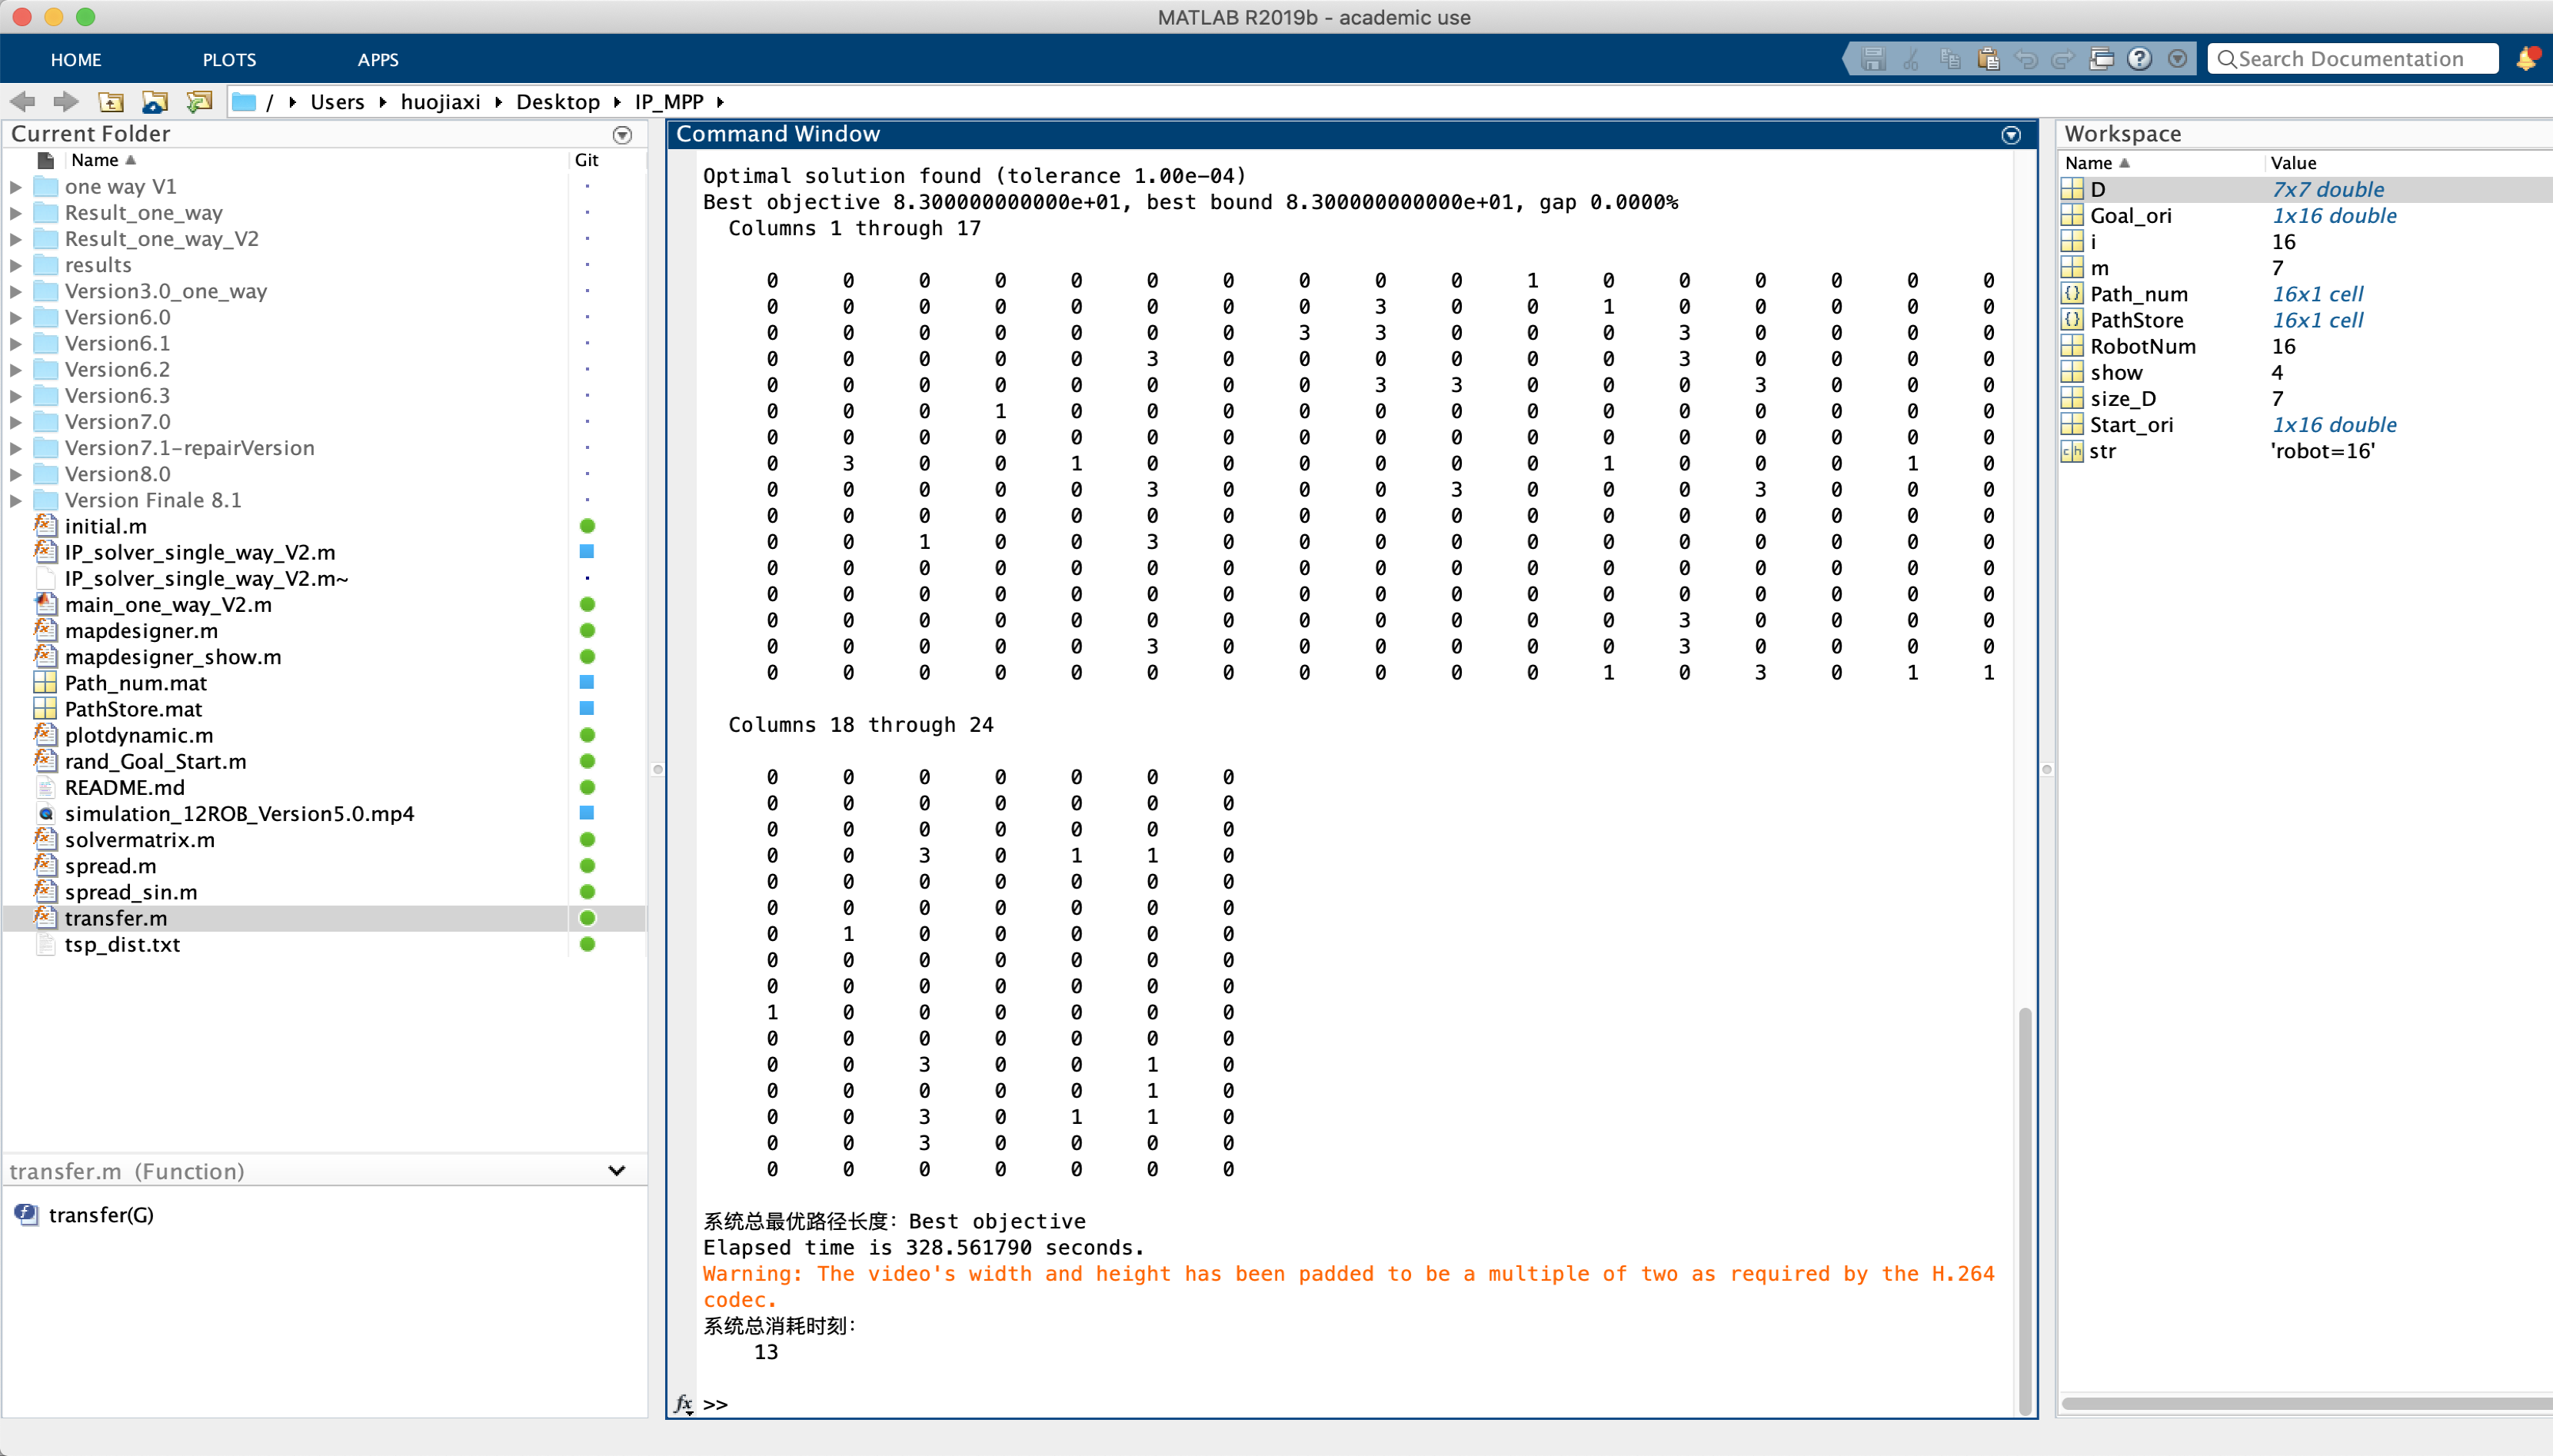 MATLAB R2019b - academic use
HOME PLOTS APPS
Search Documentation
/ ▸ Users ▸ huojiaxi ▸ Desktop ▸ IP_MPP ▸
Current Folder
Name Git
one way V1
Result_one_way
Result_one_way_V2
results
Version3.0_one_way
Version6.0
Version6.1
Version6.2
Version6.3
Version7.0
Version7.1-repairVersion
Version8.0
Version Finale 8.1
initial.m
IP_solver_single_way_V2.m
IP_solver_single_way_V2.m~
main_one_way_V2.m
mapdesigner.m
mapdesigner_show.m
Path_num.mat
PathStore.mat
plotdynamic.m
rand_Goal_Start.m
README.md
simulation_12ROB_Version5.0.mp4
solvermatrix.m
spread.m
spread_sin.m
transfer.m
tsp_dist.txt
transfer.m (Function)
transfer(G)
Command Window
Optimal solution found (tolerance 1.00e-04)
Best objective 8.300000000000e+01, best bound 8.300000000000e+01, gap 0.0000%
Columns 1 through 17
0 0 0 0 0 0 0 0 0 0 1 0 0 0 0 0 0
0 0 0 0 0 0 0 0 3 0 0 1 0 0 0 0 0
0 0 0 0 0 0 0 3 3 0 0 0 3 0 0 0 0
0 0 0 0 0 3 0 0 0 0 0 0 3 0 0 0 0
0 0 0 0 0 0 0 0 3 3 0 0 0 3 0 0 0
0 0 0 1 0 0 0 0 0 0 0 0 0 0 0 0 0
0 0 0 0 0 0 0 0 0 0 0 0 0 0 0 0 0
0 3 0 0 1 0 0 0 0 0 0 1 0 0 0 1 0
0 0 0 0 0 3 0 0 0 3 0 0 0 3 0 0 0
0 0 0 0 0 0 0 0 0 0 0 0 0 0 0 0 0
0 0 1 0 0 3 0 0 0 0 0 0 0 0 0 0 0
0 0 0 0 0 0 0 0 0 0 0 0 0 0 0 0 0
0 0 0 0 0 0 0 0 0 0 0 0 0 0 0 0 0
0 0 0 0 0 0 0 0 0 0 0 0 3 0 0 0 0
0 0 0 0 0 3 0 0 0 0 0 0 3 0 0 0 0
0 0 0 0 0 0 0 0 0 0 0 1 0 3 0 1 1
Columns 18 through 24
0 0 0 0 0 0 0
0 0 0 0 0 0 0
0 0 0 0 0 0 0
0 0 3 0 1 1 0
0 0 0 0 0 0 0
0 0 0 0 0 0 0
0 1 0 0 0 0 0
0 0 0 0 0 0 0
0 0 0 0 0 0 0
1 0 0 0 0 0 0
0 0 0 0 0 0 0
0 0 3 0 0 1 0
0 0 0 0 0 1 0
0 0 3 0 1 1 0
0 0 3 0 0 0 0
0 0 0 0 0 0 0
系统总最优路径长度：Best objective
Elapsed time is 328.561790 seconds.
Warning: The video's width and height has been padded to be a multiple of two as required by the H.264
codec.
系统总消耗时刻：
13
fx >>
Workspace
Name Value
D 7x7 double
Goal_ori 1x16 double
i 16
m 7
Path_num 16x1 cell
PathStore 16x1 cell
RobotNum 16
show 4
size_D 7
Start_ori 1x16 double
str 'robot=16'